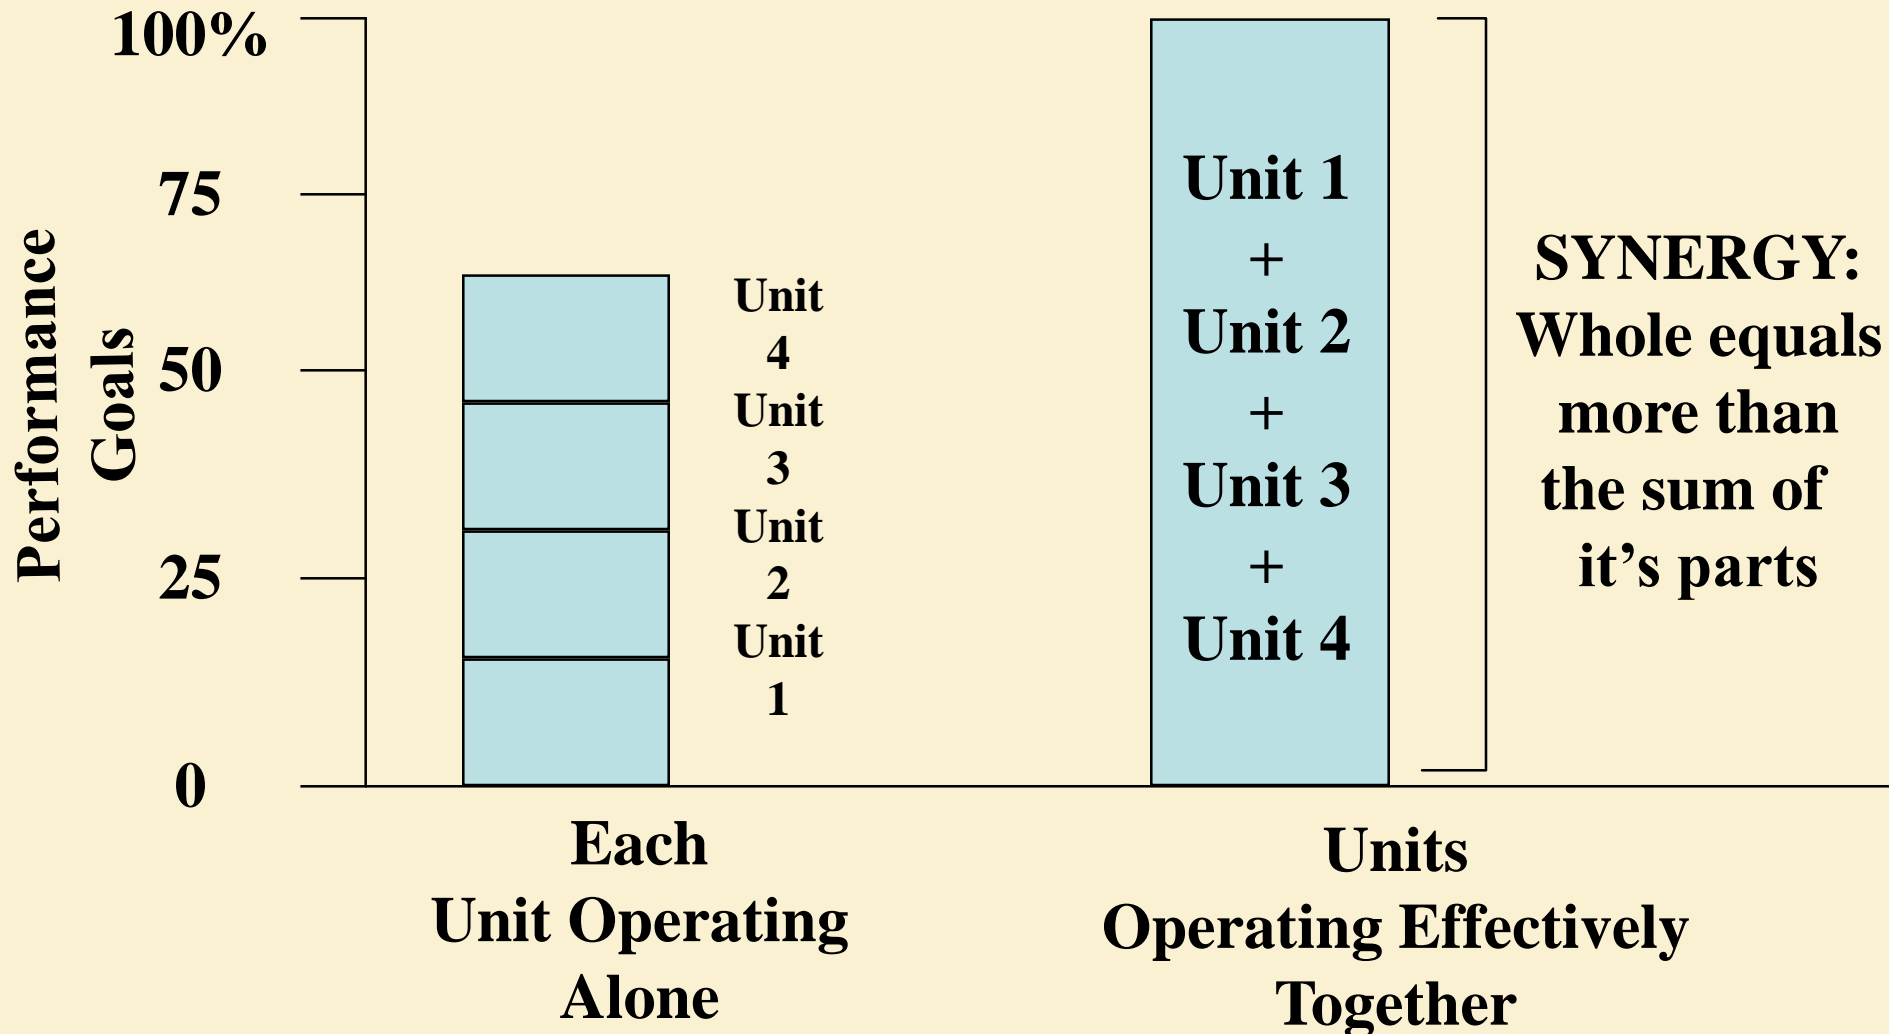 100%
75
50
25
0
Performance
Goals
Unit
4
Unit
3
Unit
2
Unit
1
Unit 1
+
Unit 2
+
Unit 3
+
Unit 4
SYNERGY:
Whole equals
more than
the sum of
it’s parts
Each
Unit Operating
Alone
Units
Operating Effectively
Together